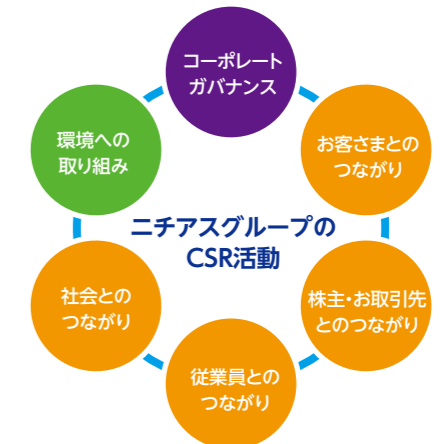 コーポレート
ガバナンス
お客さまとの
つながり
株主・お取引先
とのつながり
従業員との
つながり
社会との
つながり
環境への
取り組み
ニチアスグループの
CSR活動